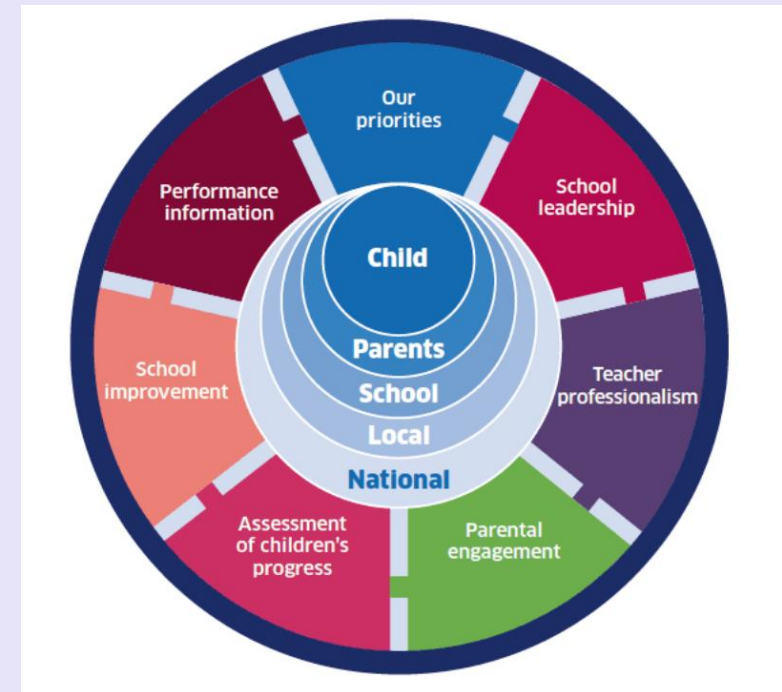 Our
priorities
School
leadership
Teacher
professionalism
Parental
engagement
Assessment
of children's
progress
School
improvement
Performance
information
Child
Parents
School
Local
National